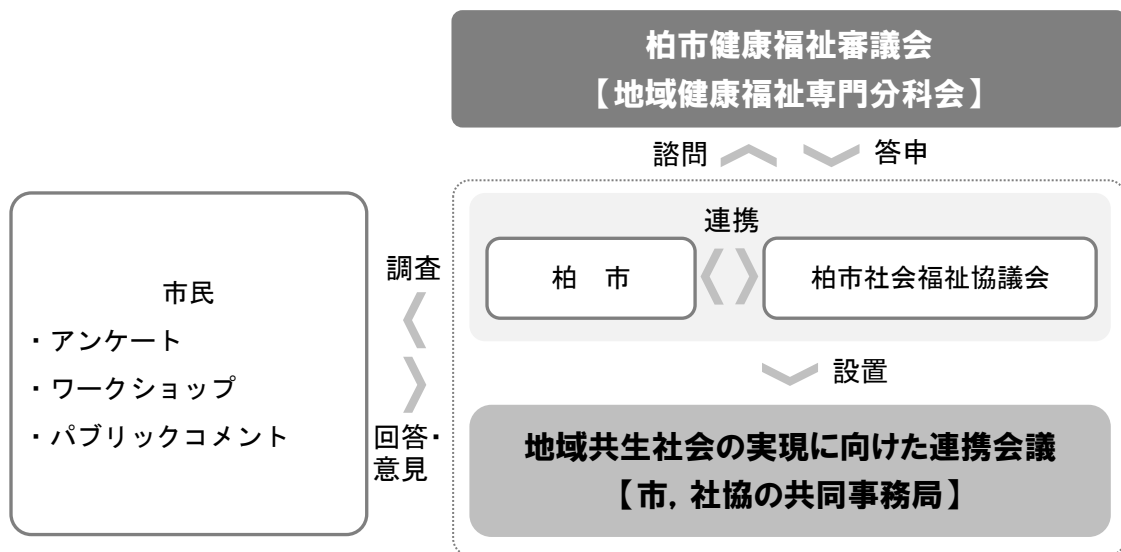 柏市健康福祉審議会
【地域健康福祉専門分科会】
諮問
答申
連携
柏　市
柏市社会福祉協議会
設置
地域共生社会の実現に向けた連携会議
【市，社協の共同事務局】
調査
回答・
意見
市民
・アンケート
・ワークショップ
・パブリックコメント